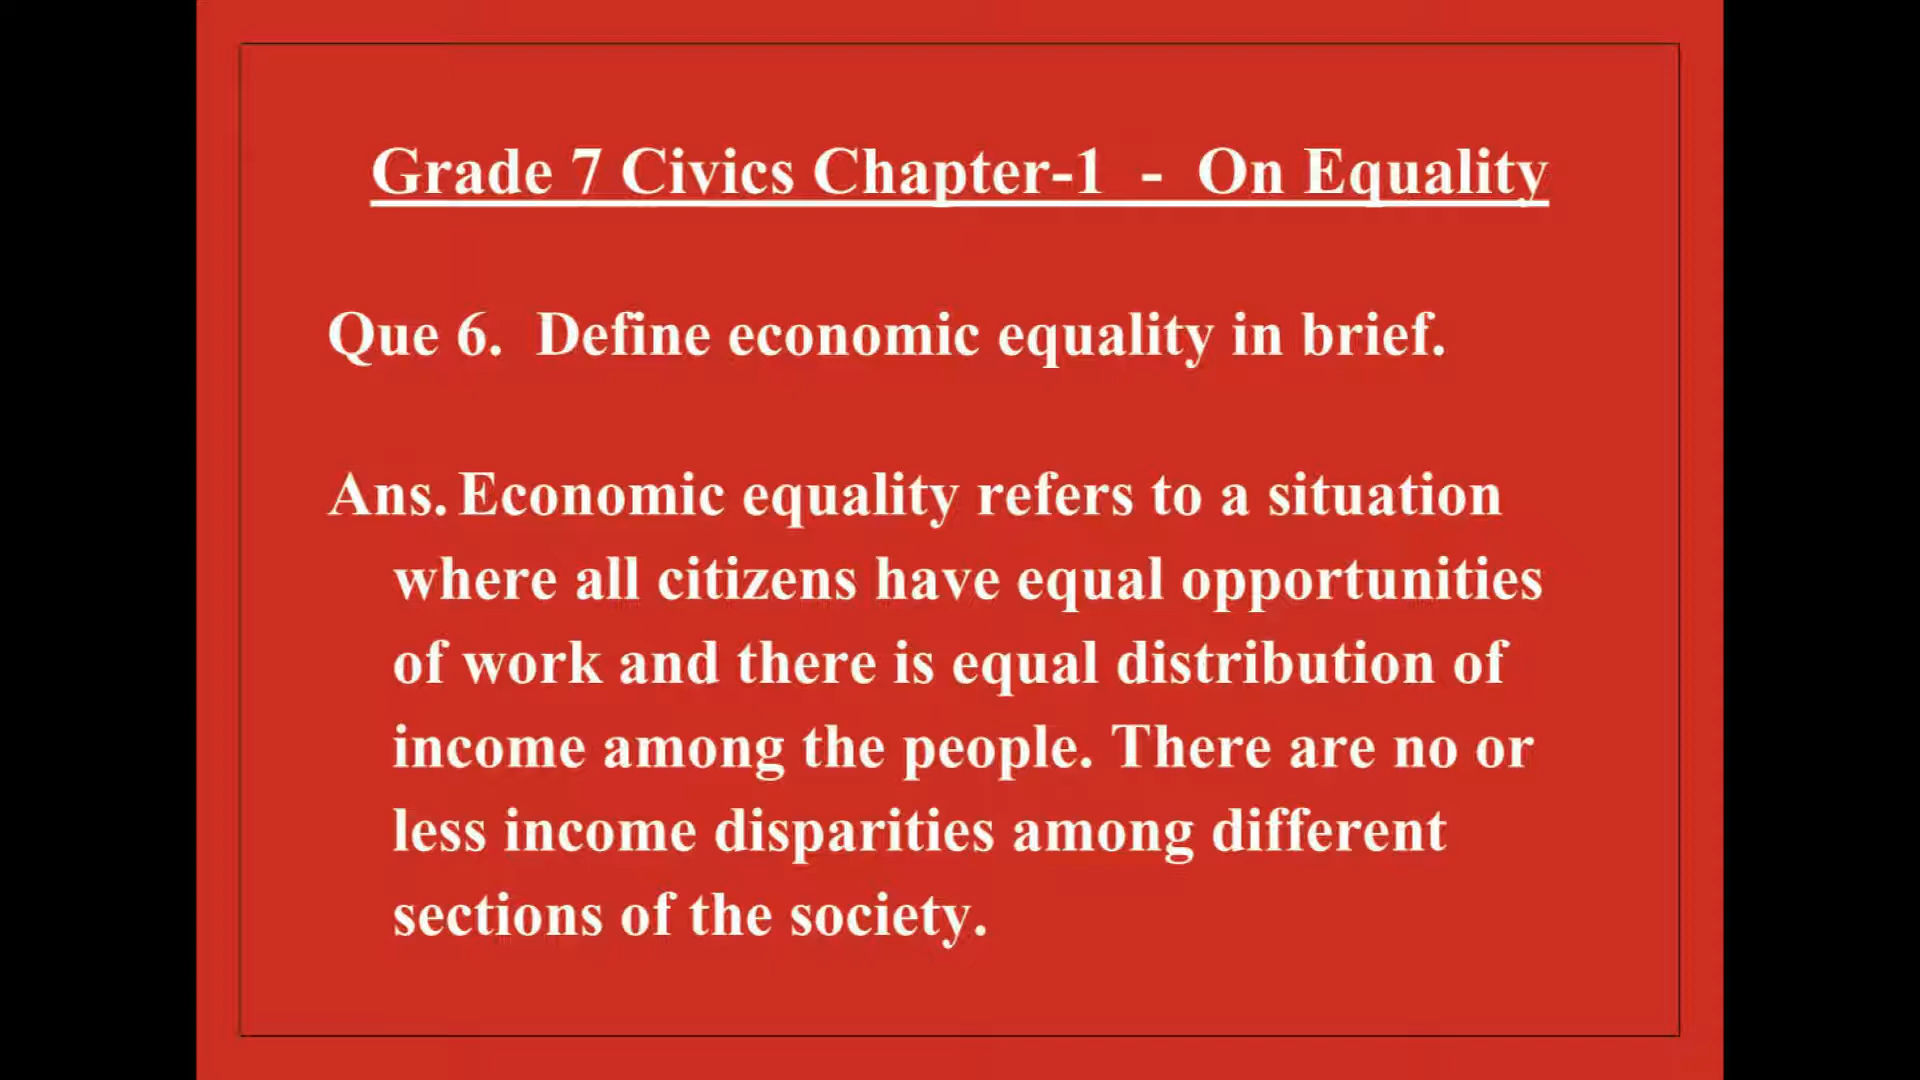 Grade 7 Civics Chapter-1 - On Equality
Que 6. Define economic equality in brief.
Ans. Economic equality refers to a situation
where all citizens have equal opportunities
of work and there is equal distribution of
income among the people. There are no or
less income disparities among different
sections of the society.